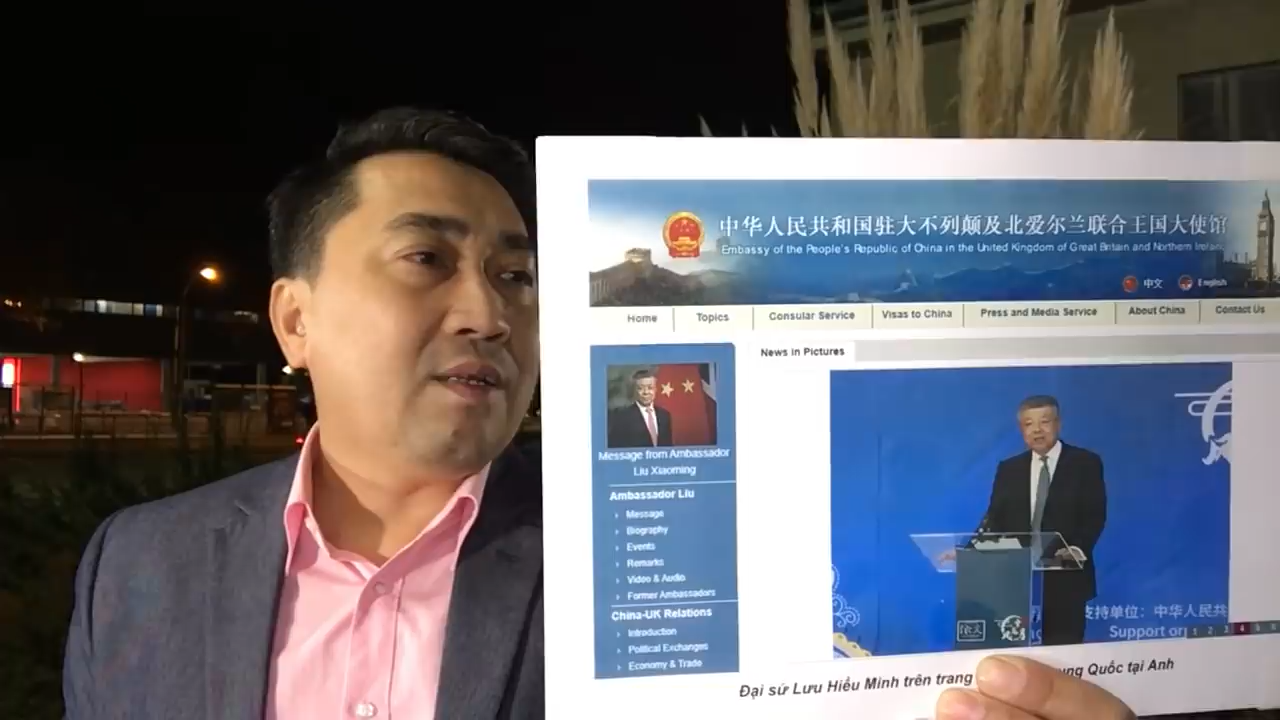 中华人民共和国驻大不列颠及北爱尔兰联合王国大使馆
Embassy of the People's Republic of China in the United Kingdom of Great Britain and Northern Ireland
中文 English
Home Topics Consular Service Visas to China Press and Media Service About China Contact Us
News in Pictures
Message from Ambassador
Liu Xiaoming
Ambassador Liu
Message
Biography
Events
Remarks
Video & Audio
Former Ambassadors
China-UK Relations
Introduction
Political Exchanges
Economy & Trade
支持单位：中华人民共
Support
1 2 3 4 5
Đại sứ Lưu Hiểu Minh trên trang Quốc tại Anh